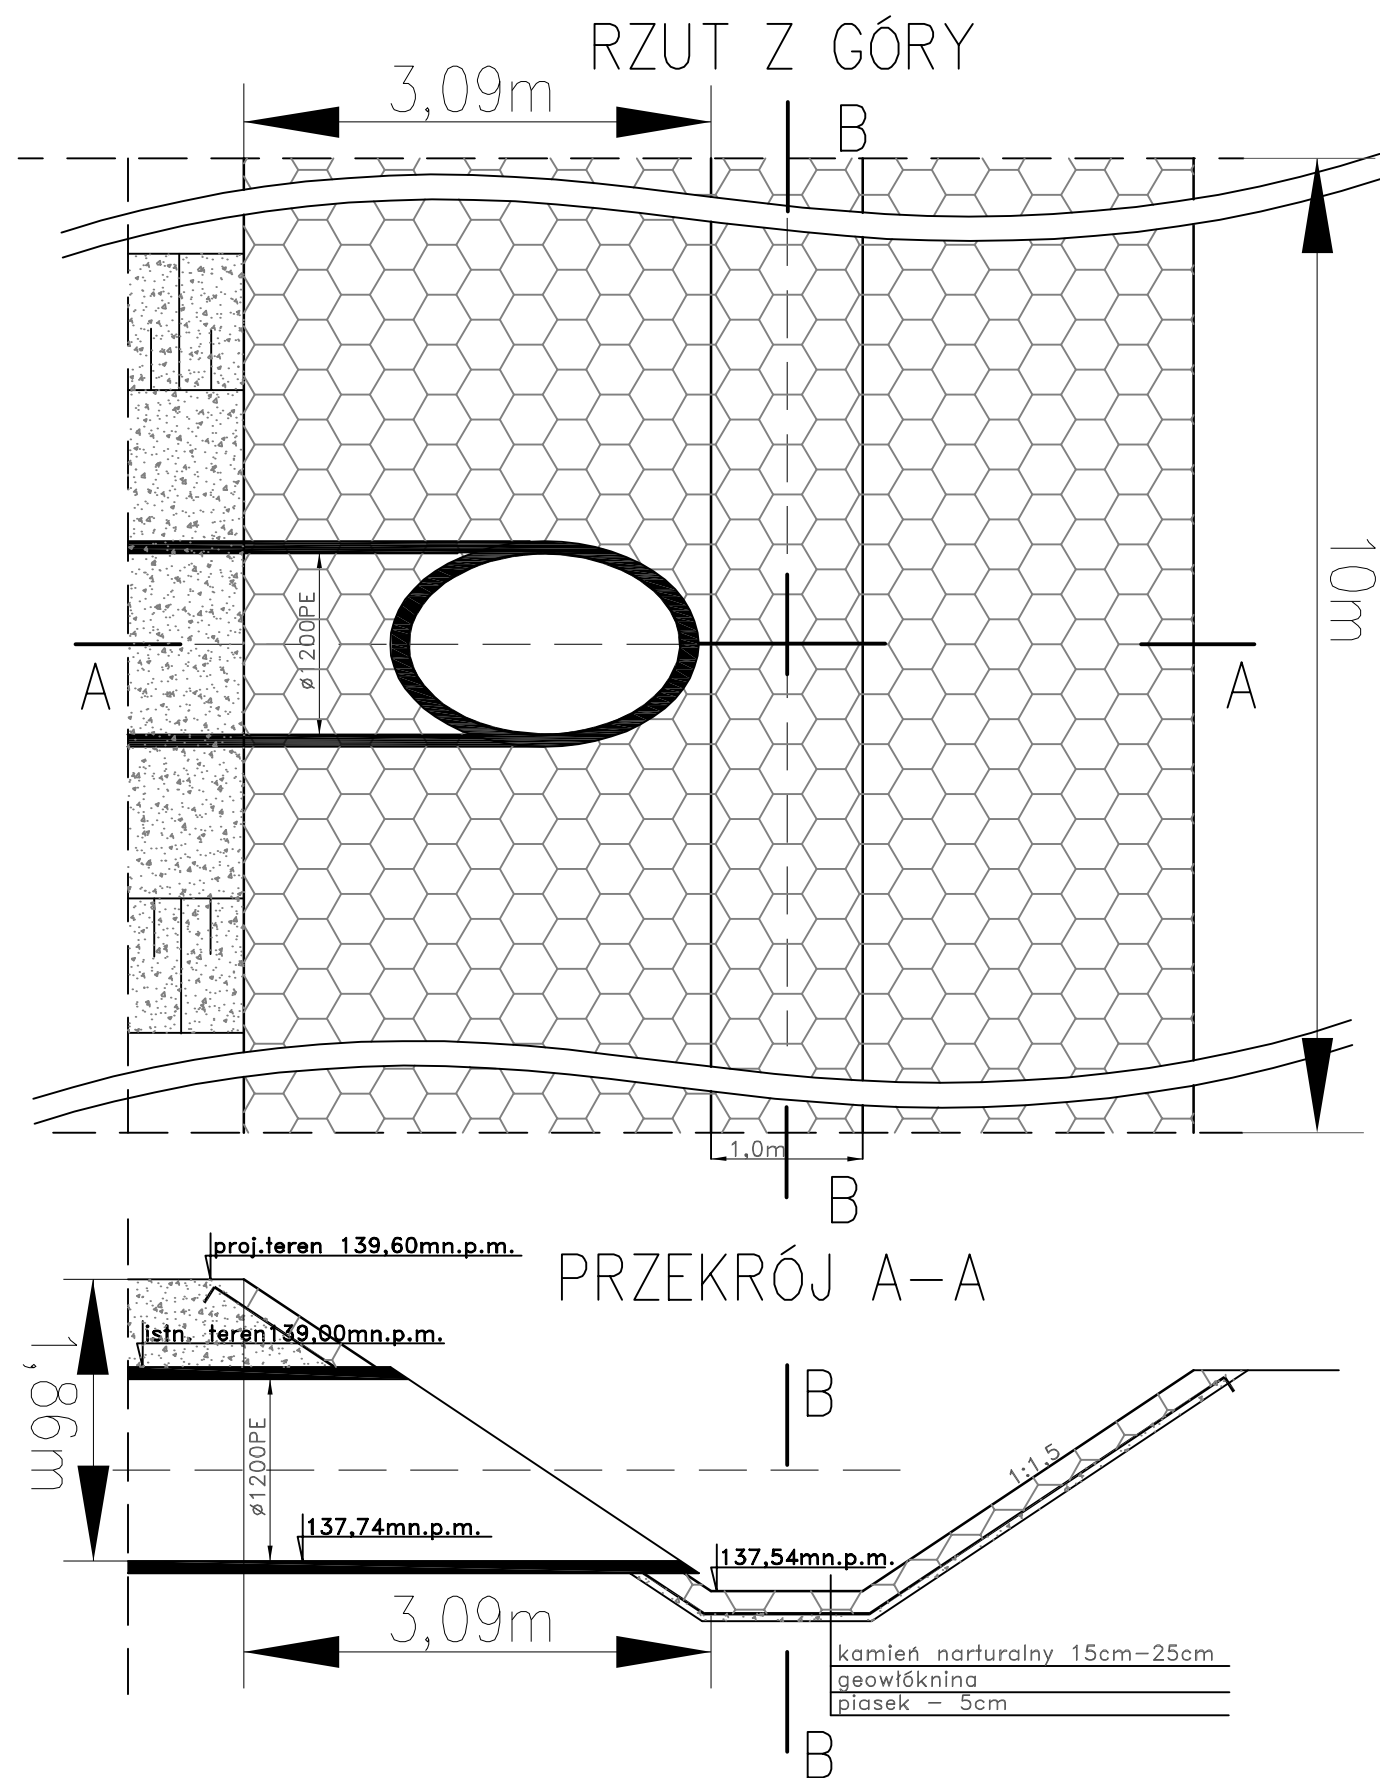 RZUT Z GÓRY
3,09m
B
10m
ø1200PE
A
A
1,0m
B
proj.teren 139,60mn.p.m.
PRZEKRÓJ A-A
istn. teren139,00mn.p.m.
1,86m
B
1:1,5
ø1200PE
137,74mn.p.m.
137,54mn.p.m.
3,09m
kamień narturalny 15cm-25cm
geowłóknina
piasek - 5cm
B